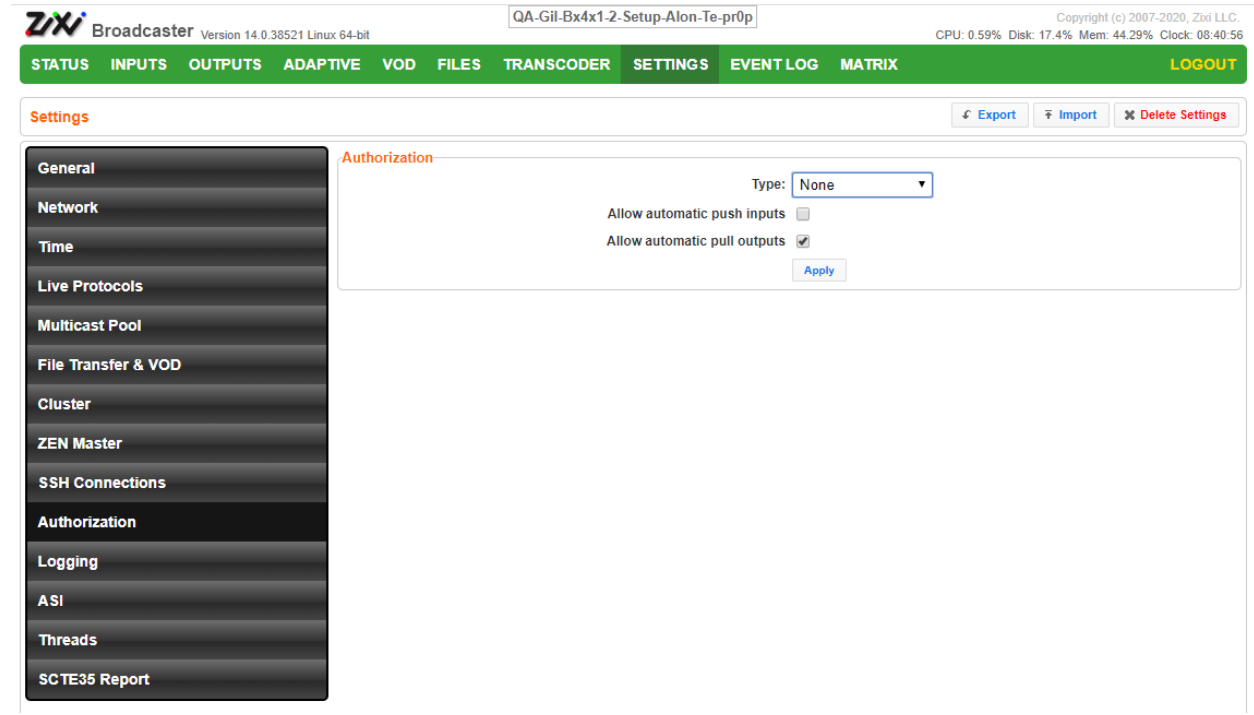 ZiXi Broadcaster Version 14.0.38521 Linux 64-bit
QA-Gil-Bx4x1-2-Setup-Alon-Te-pr0p
Copyright (c) 2007-2020, Zixi LLC.
CPU: 0.59% Disk: 17.4% Mem: 44.29% Clock: 08:40:56
STATUS INPUTS OUTPUTS ADAPTIVE VOD FILES TRANSCODER SETTINGS EVENT LOG MATRIX LOGOUT
Settings Export Import Delete Settings
General
Network
Time
Live Protocols
Multicast Pool
File Transfer & VOD
Cluster
ZEN Master
SSH Connections
Authorization
Logging
ASI
Threads
SCTE35 Report
Authorization
Type: None
Allow automatic push inputs
Allow automatic pull outputs
Apply